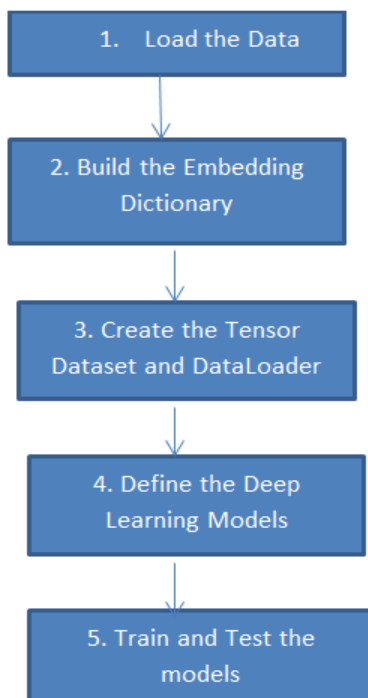 1. Load the Data
2. Build the Embedding
Dictionary
3. Create the Tensor
Dataset and DataLoader
4. Define the Deep
Learning Models
5. Train and Test the
models